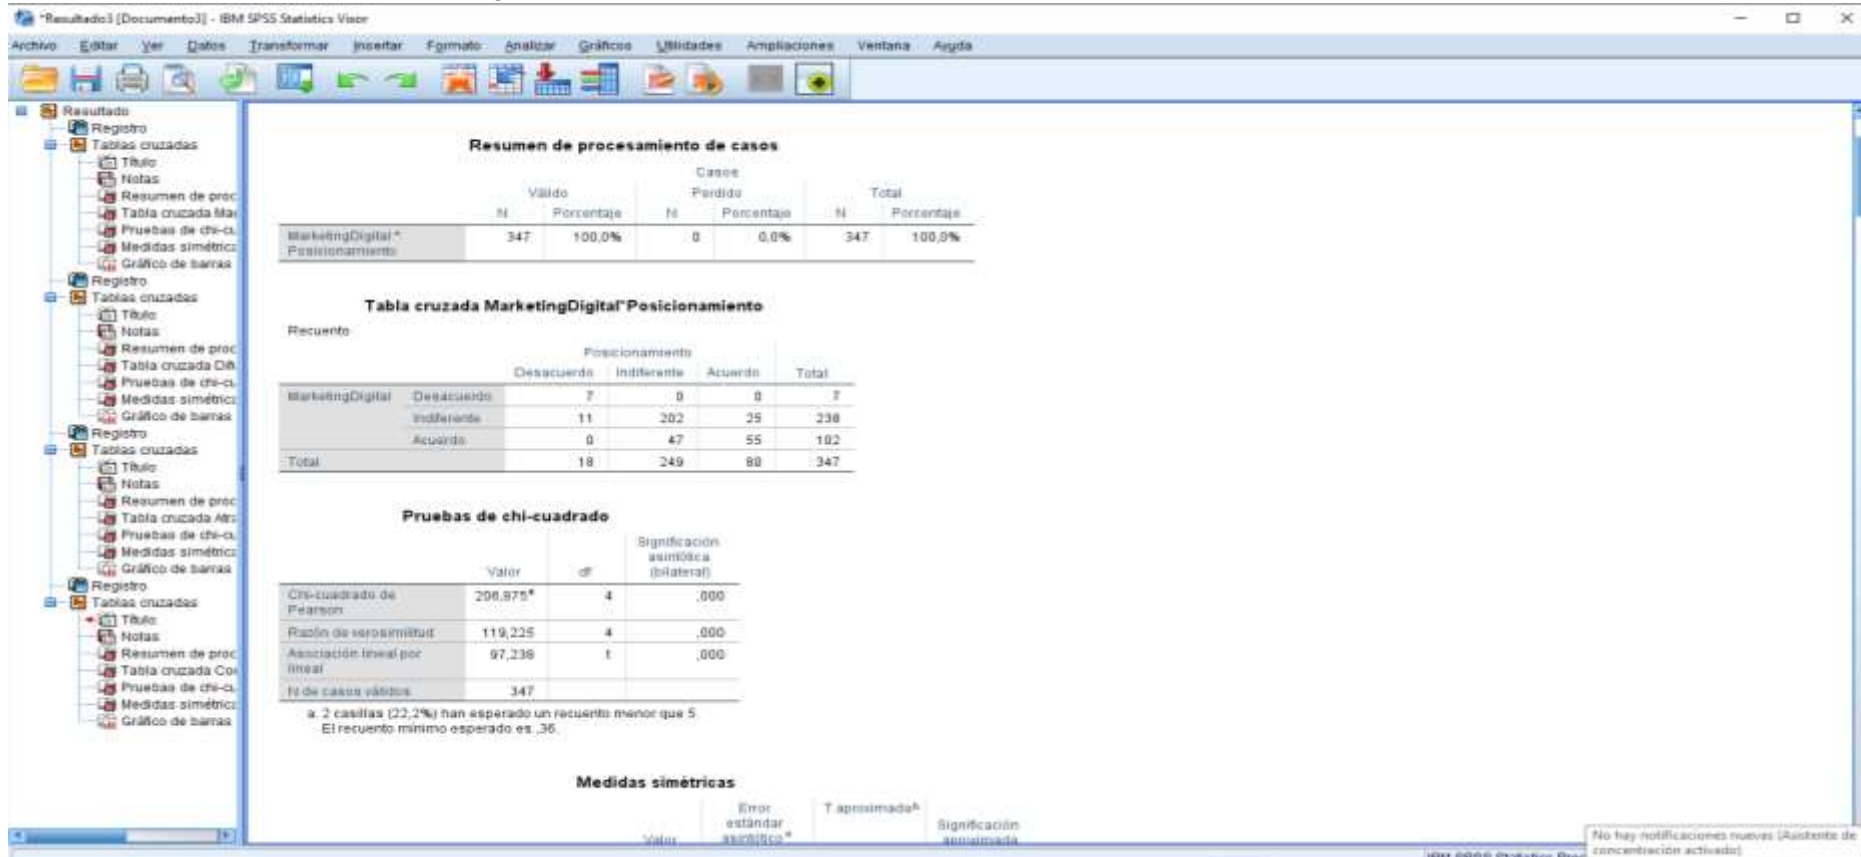 *Resultado3 [Documento3] - IBM SPSS Statistics Visor
Archivo Editar Ver Datos Transformar Insertar Formato Analizar Gráficos Utilidades Ampliaciones Ventana Ayuda
Resultado
Registro
Tablas cruzadas
Título
Notas
Resumen de proc
Tabla cruzada Mar
Pruebas de chi-cu
Medidas simétrica
Gráfico de barras
Registro
Tablas cruzadas
Título
Notas
Resumen de proc
Tabla cruzada Difu
Pruebas de chi-cu
Medidas simétrica
Gráfico de barras
Registro
Tablas cruzadas
Título
Notas
Resumen de proc
Tabla cruzada Atra
Pruebas de chi-cu
Medidas simétrica
Gráfico de barras
Registro
Tablas cruzadas
Título
Notas
Resumen de proc
Tabla cruzada Con
Pruebas de chi-cu
Medidas simétrica
Gráfico de barras
Resumen de procesamiento de casos
Casos
Válido Perdido Total
N Porcentaje N Porcentaje N Porcentaje
MarketingDigital * 347 100,0% 0 0,0% 347 100,0%
Posicionamiento
Tabla cruzada MarketingDigital*Posicionamiento
Recuento
Posicionamiento
Desacuerdo Indiferente Acuerdo Total
MarketingDigital Desacuerdo 7 0 0 7
Indiferente 11 202 25 238
Acuerdo 0 47 55 102
Total 18 249 80 347
Pruebas de chi-cuadrado
Significación
asintótica
Valor df (bilateral)
Chi-cuadrado de 206,975ª 4 ,000
Pearson
Razón de verosimilitud 119,225 4 ,000
Asociación lineal por 97,238 1 ,000
lineal
N de casos válidos 347
a. 2 casillas (22,2%) han esperado un recuento menor que 5.
El recuento mínimo esperado es ,36.
Medidas simétricas
Error
estándar T aproximadaᵇ Significación
Valor asintóticoª aproximada
No hay notificaciones nuevas (Asistente de
concentración activado)
IBM SPSS Statistics Proc